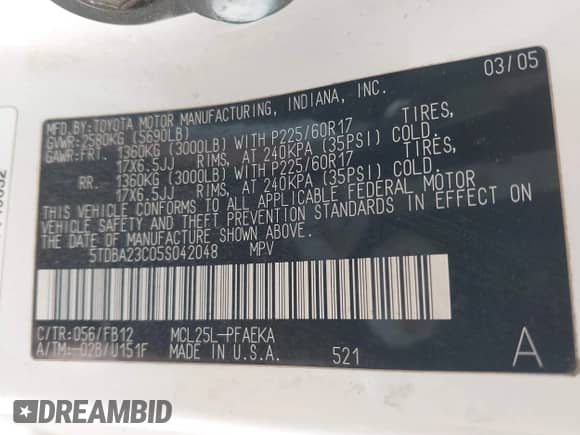 03/05
MFD. BY:TOYOTA MOTOR MANUFACTURING, INDIANA, INC.
GVWR:2580KG (5690LB)
GAWR:FRT. 1360KG (3000LB) WITH P225/60R17 TIRES,
17X6.5JJ RIMS, AT 240KPA (35PSI) COLD.
RR. 1360KG (3000LB) WITH P225/60R17 TIRES,
17X6.5JJ RIMS, AT 240KPA (35PSI) COLD.
THIS VEHICLE CONFORMS TO ALL APPLICABLE FEDERAL MOTOR
VEHICLE SAFETY AND THEFT PREVENTION STANDARDS IN EFFECT ON
THE DATE OF MANUFACTURE SHOWN ABOVE.
5TDBA23C05S042048 MPV
C/TR:056/FB12 MCL25L-PFAEKA
A/TM:-02B/U151F MADE IN U.S.A. 521 A
DREAMBID